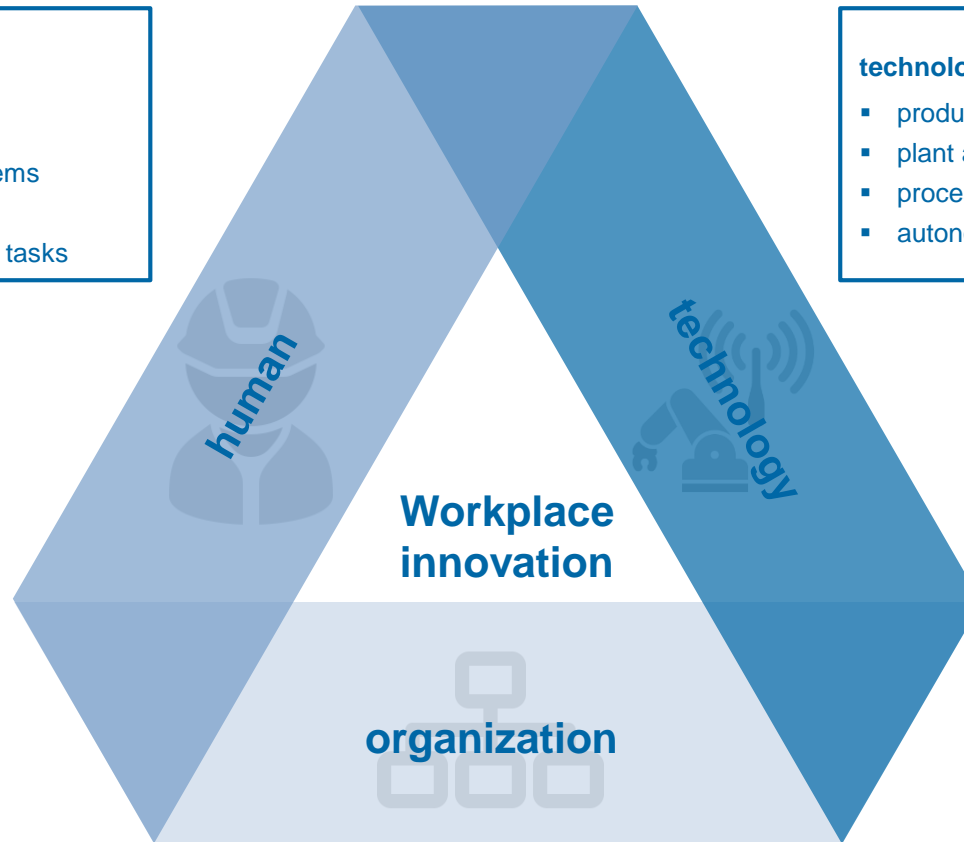 ems
tasks
technolo
▪ produ
▪ plant a
▪ proce
▪ auton
human
technology
Workplace
innovation
organization